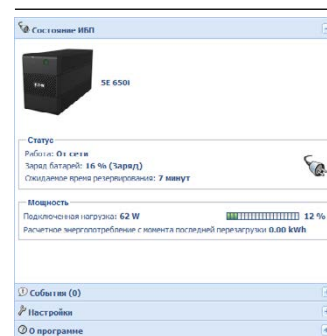 Состояние ИБП
E·T·N
5E 650i
Статус
Работа: От сети
Заряд батарей: 16 % (Заряд)
Ожидаемое время резервирования: 7 минут
Мощность
Подключенная нагрузка: 62 W 12 %
Расчетное энергопотребление с момента последней перезагрузки 0.00 kWh
События (0)
Настройки
О программе